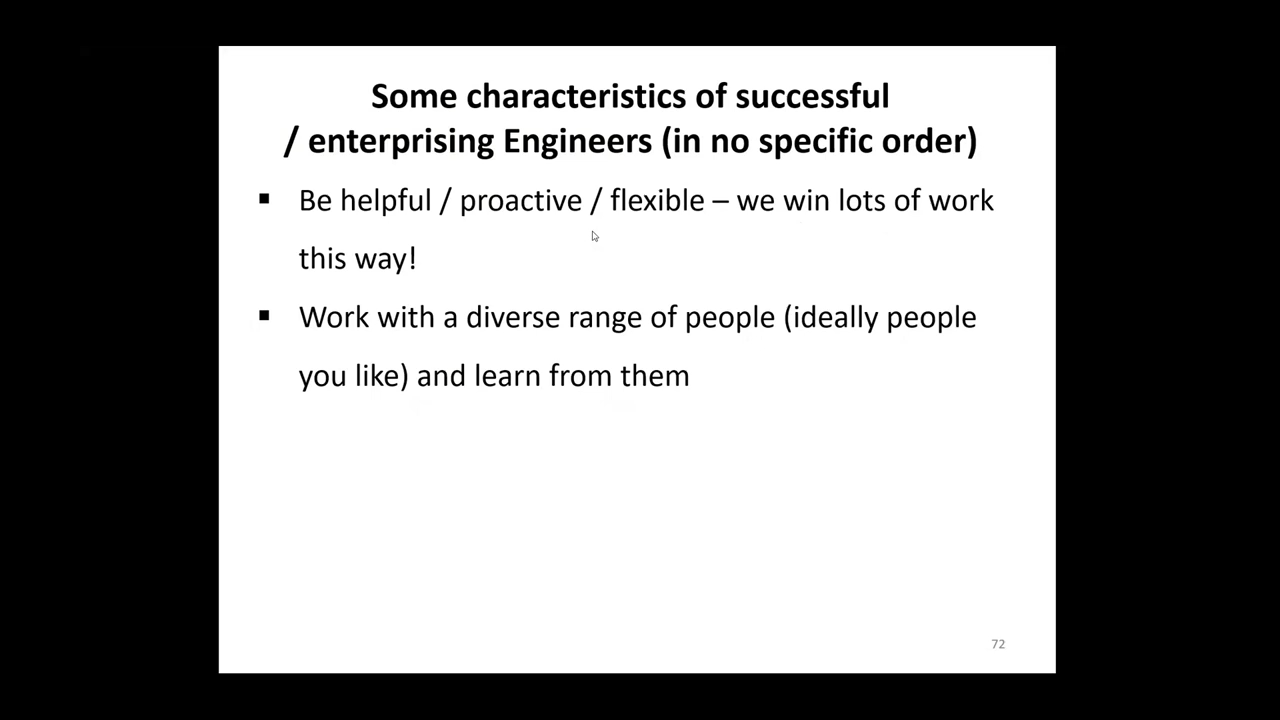 Some characteristics of successful
/ enterprising Engineers (in no specific order)
▪ Be helpful / proactive / flexible – we win lots of work
this way!
▪ Work with a diverse range of people (ideally people
you like) and learn from them
72